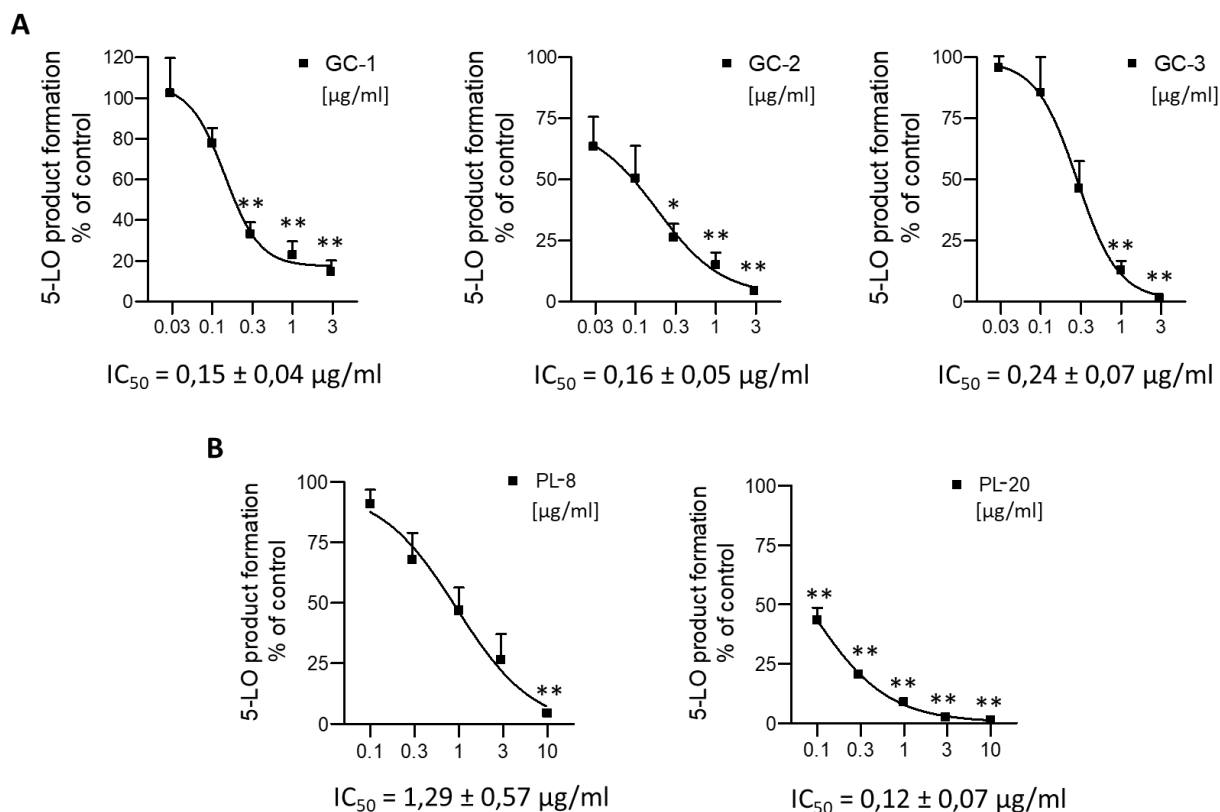 A
5-LO product formation
% of control
120
100
80
60
40
20
0
GC-1
[µg/ml]
**
**
**
0.03 0.1 0.3 1 3
IC50 = 0,15 ± 0,04 µg/ml
5-LO product formation
% of control
100
75
50
25
0
GC-2
[µg/ml]
*
**
**
0.03 0.1 0.3 1 3
IC50 = 0,16 ± 0,05 µg/ml
5-LO product formation
% of control
100
75
50
25
0
GC-3
[µg/ml]
**
**
0.03 0.1 0.3 1 3
IC50 = 0,24 ± 0,07 µg/ml
B
5-LO product formation
% of control
100
75
50
25
0
PL-8
[µg/ml]
**
0.1 0.3 1 3 10
IC50 = 1,29 ± 0,57 µg/ml
5-LO product formation
% of control
100
75
50
25
0
PL-20
[µg/ml]
**
**
**
**
**
0.1 0.3 1 3 10
IC50 = 0,12 ± 0,07 µg/ml